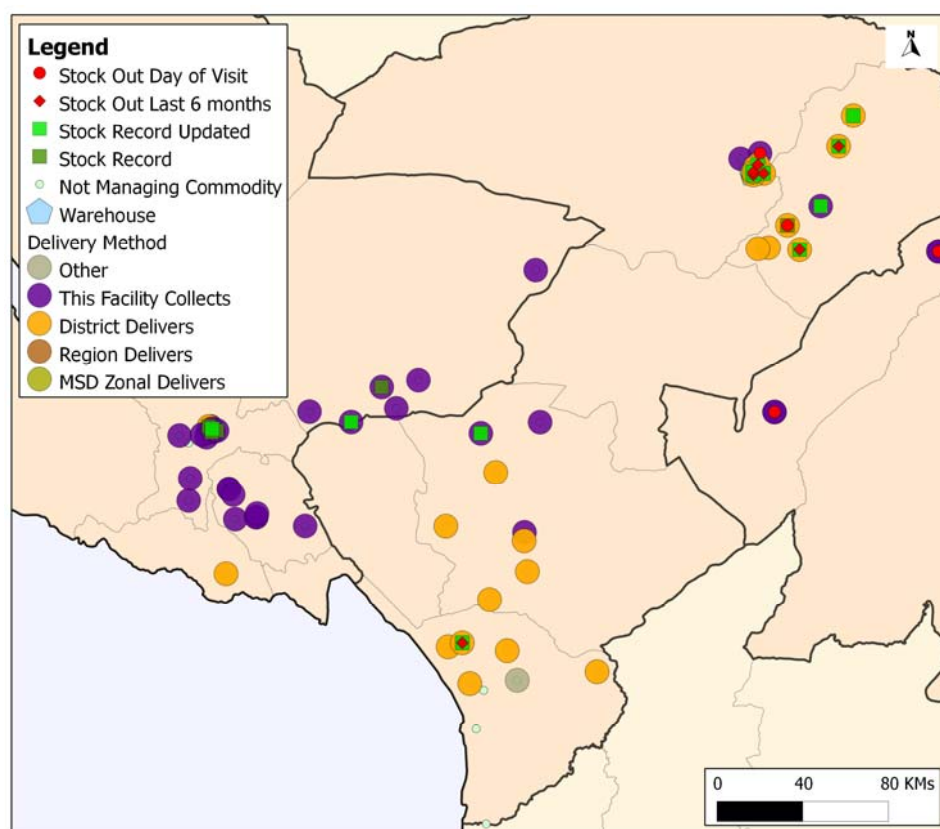 Legend
Stock Out Day of Visit
Stock Out Last 6 months
Stock Record Updated
Stock Record
Not Managing Commodity
Warehouse
Delivery Method
Other
This Facility Collects
District Delivers
Region Delivers
MSD Zonal Delivers
N
0 40 80 KMs